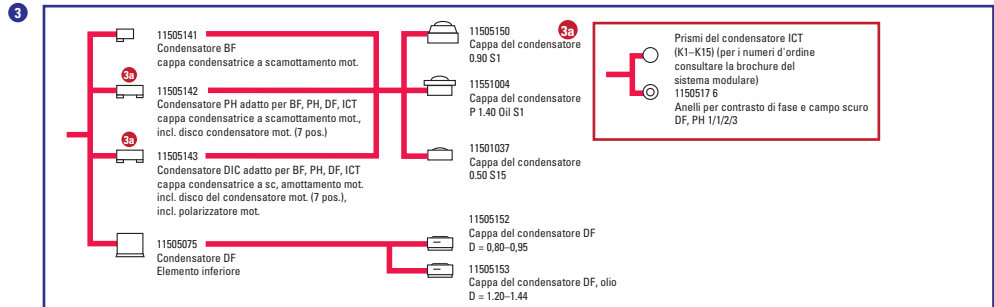 3
11505141
Condensatore BF
cappa condensatrice a scamottamento mot.
3a
11505142
Condensatore PH adatto per BF, PH, DF, ICT
cappa condensatrice a scamottamento mot.,
incl. disco condensatore mot. (7 pos.)
3a
11505143
Condensatore DIC adatto per BF, PH, DF, ICT
cappa condensatrice a sc, amottamento mot.
incl. disco del condensatore mot. (7 pos.),
incl. polarizzatore mot.
11505075
Condensatore DF
Elemento inferiore
11505150
Cappa del condensatore
0.90 S1
11551004
Cappa del condensatore
P 1.40 Oil S1
11501037
Cappa del condensatore
0.50 S15
11505152
Cappa del condensatore DF
D = 0,80–0,95
11505153
Cappa del condensatore DF, olio
D = 1.20–1.44
3a
Prismi del condensatore ICT
(K1–K15) (per i numeri d'ordine
consultare la brochure del
sistema modulare)
1150517 6
Anelli per contrasto di fase e campo scuro
DF, PH 1/1/2/3